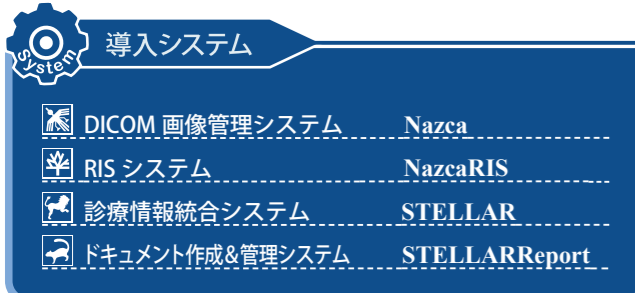 System
導入システム
DICOM 画像管理システム Nazca
RIS システム NazcaRIS
診療情報統合システム STELLAR
ドキュメント作成&管理システム STELLARReport